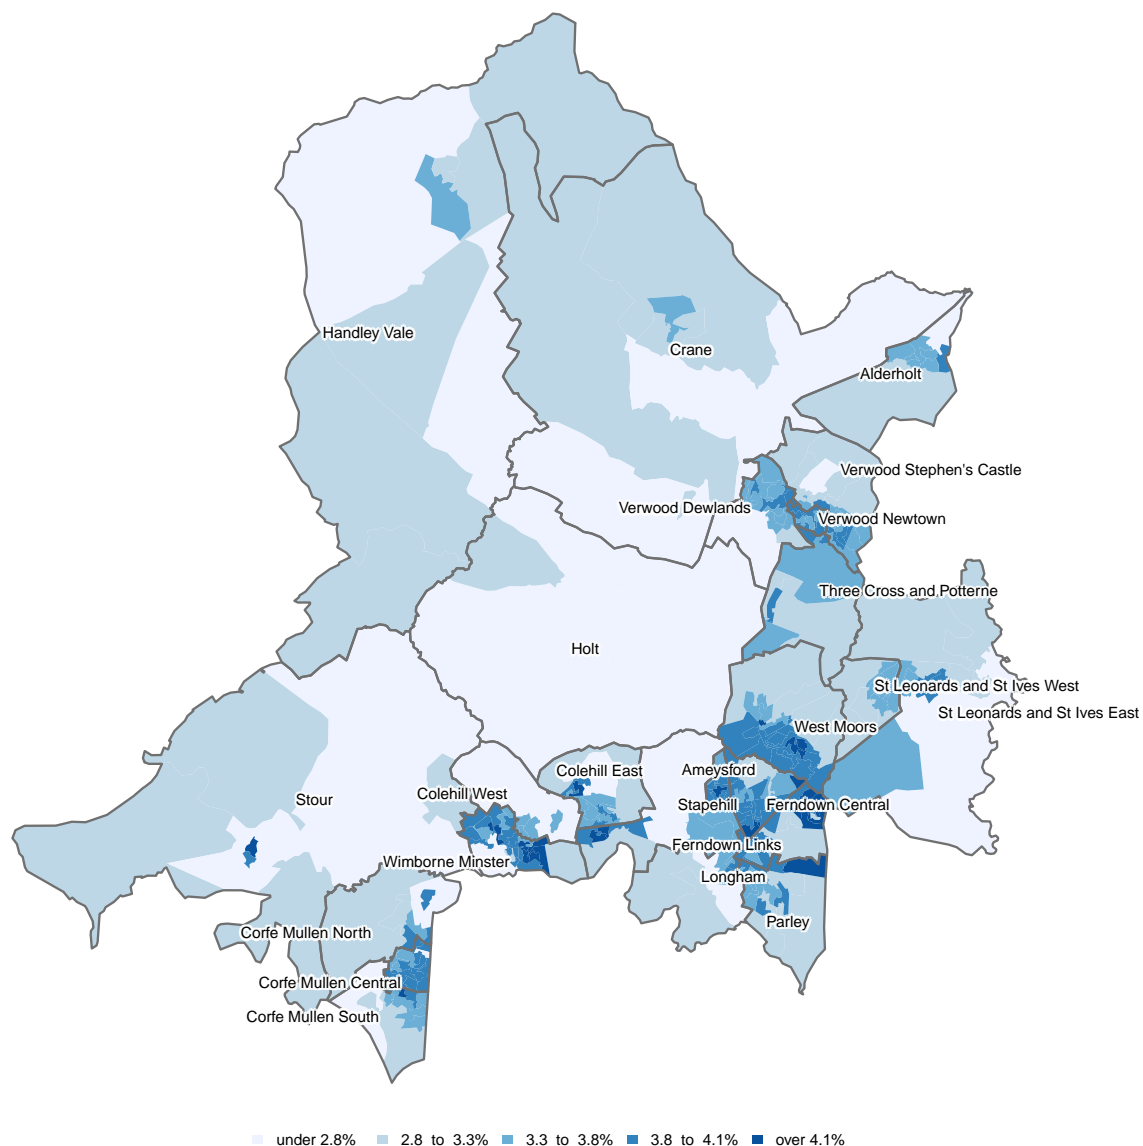 Handley Vale
Crane
Alderholt
Verwood Stephen's Castle
Verwood Dewlands
Verwood Newtown
Three Cross and Potterne
Holt
St Leonards and St Ives West
St Leonards and St Ives East
West Moors
Colehill East
Ameysford
Colehill West
Stour
Stapehill
Ferndown Central
Ferndown Links
Wimborne Minster
Longham
Parley
Corfe Mullen North
Corfe Mullen Central
Corfe Mullen South
under 2.8% 2.8 to 3.3% 3.3 to 3.8% 3.8 to 4.1% over 4.1%